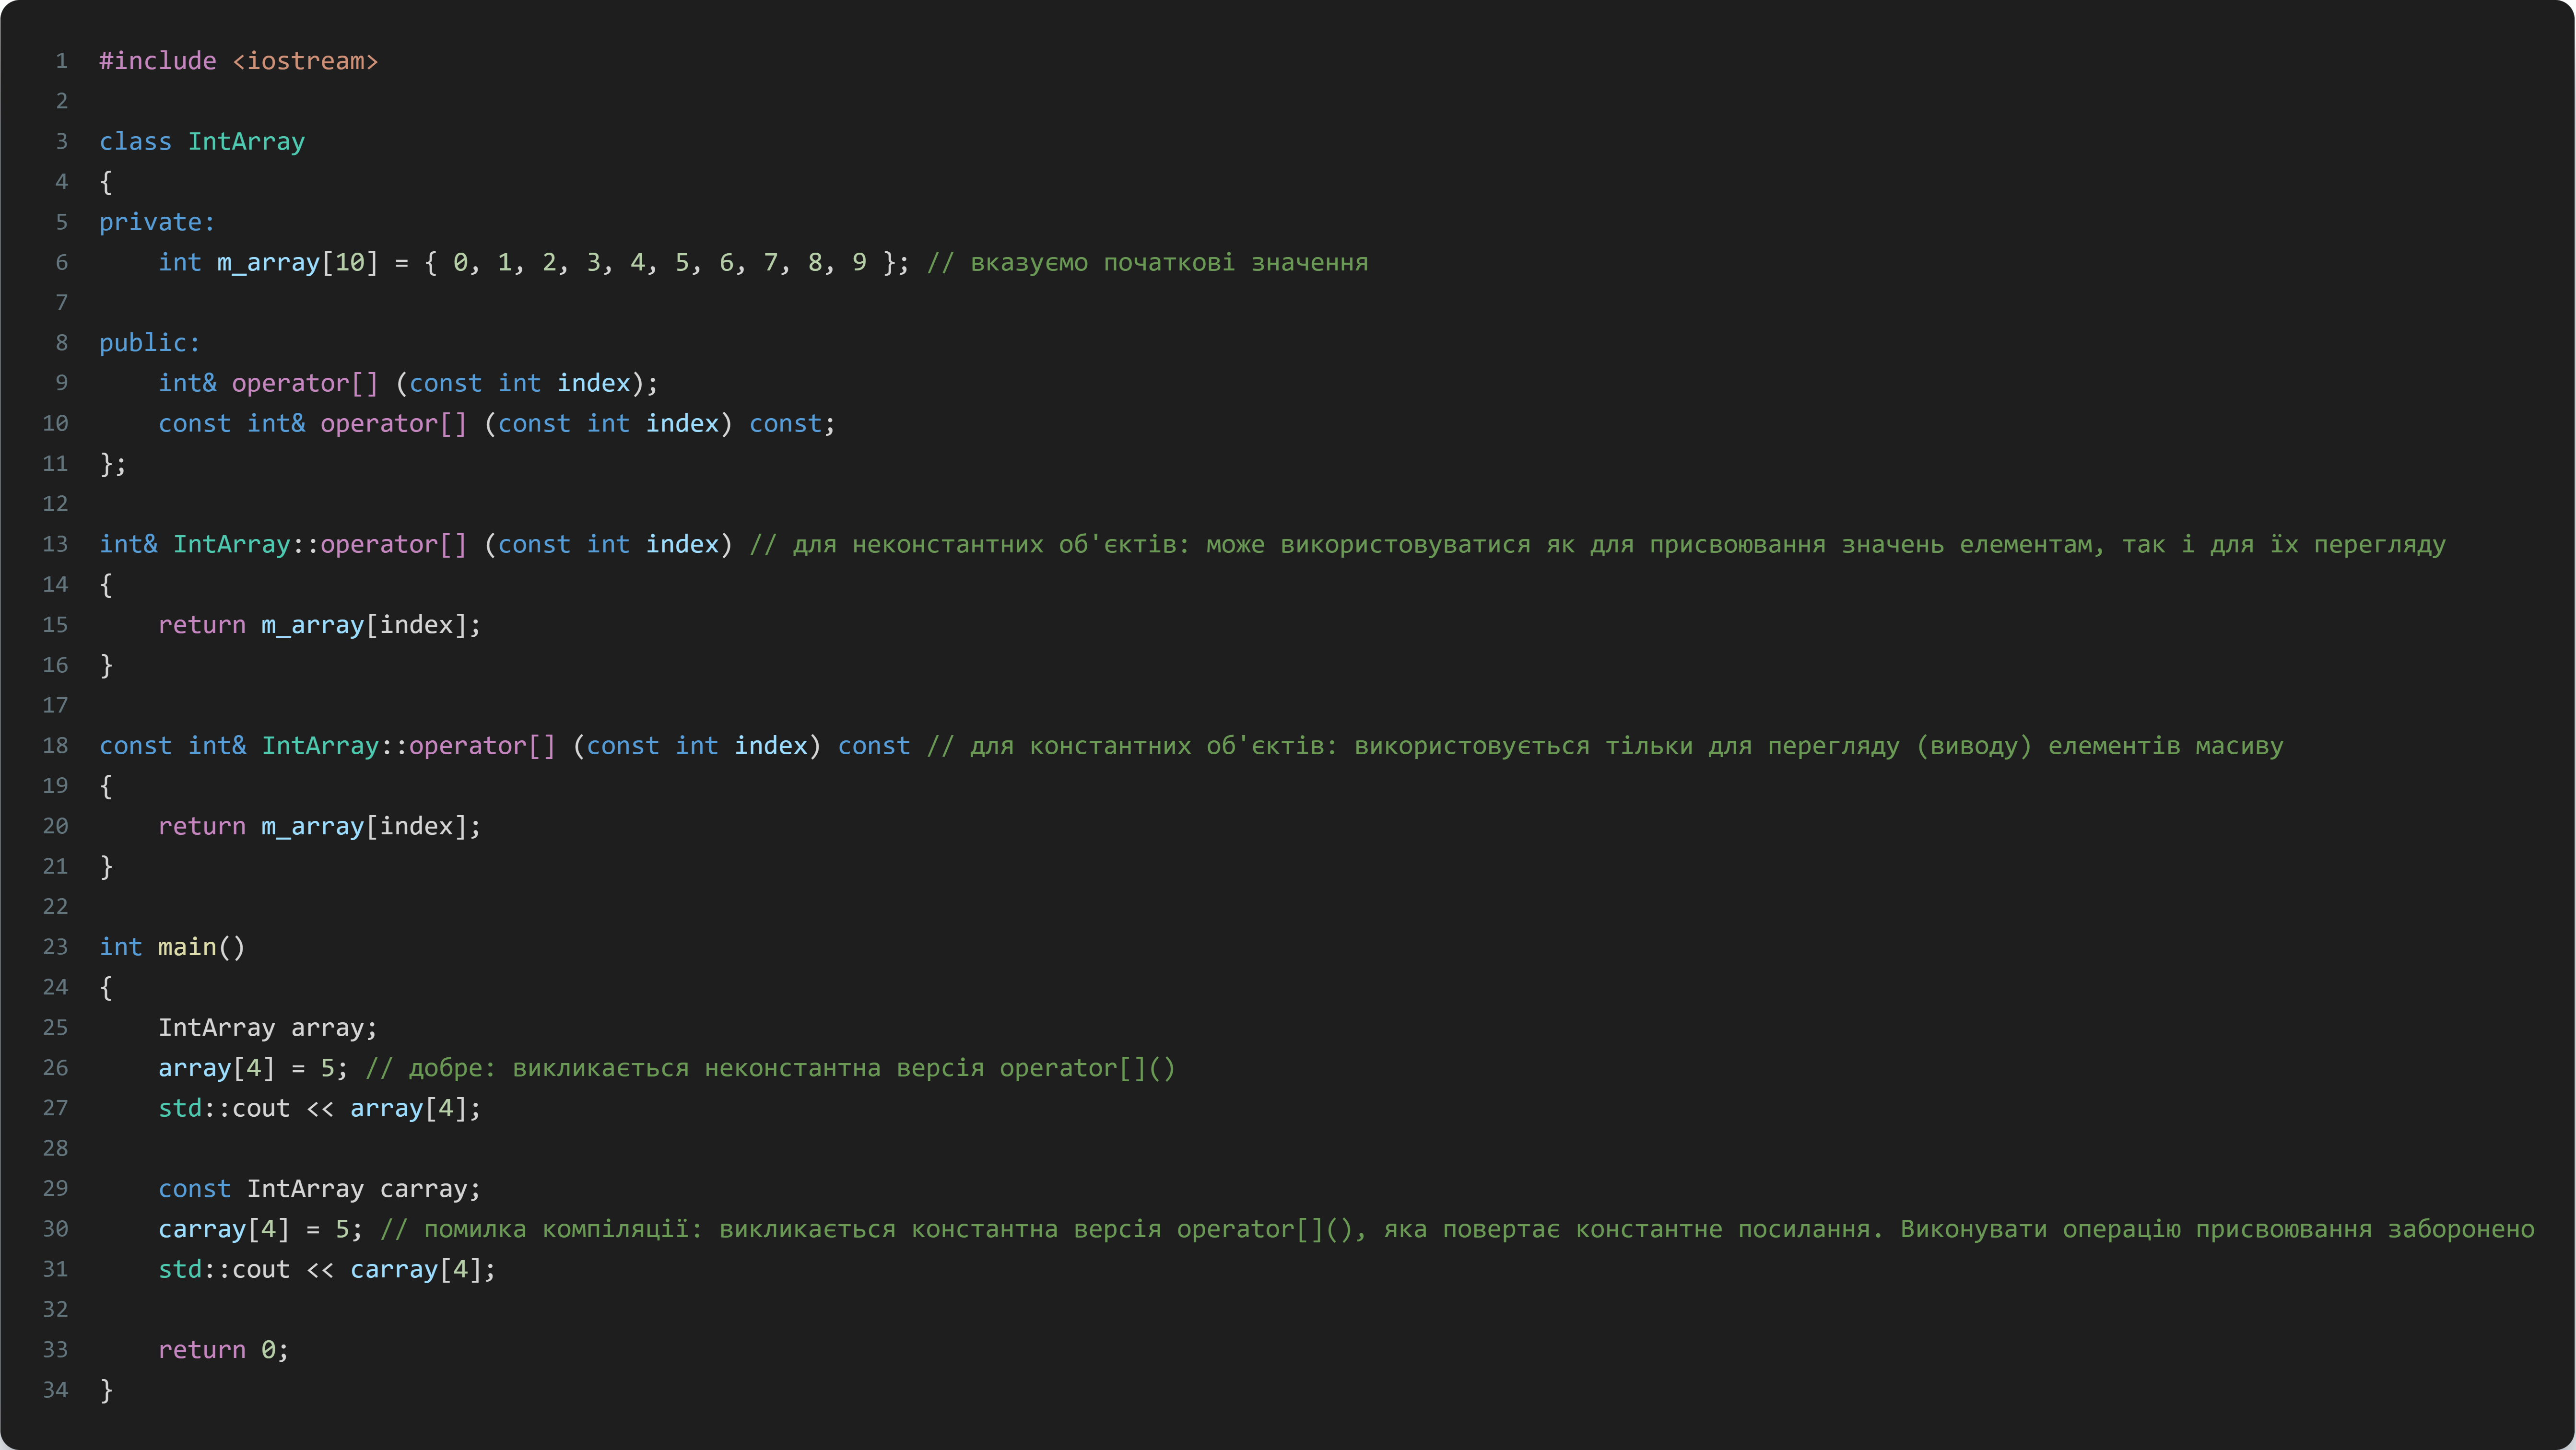 1 #include <iostream>
2
3 class IntArray
4 {
5 private:
6     int m_array[10] = { 0, 1, 2, 3, 4, 5, 6, 7, 8, 9 }; // вказуємо початкові значення
7
8 public:
9     int& operator[] (const int index);
10     const int& operator[] (const int index) const;
11 };
12
13 int& IntArray::operator[] (const int index) // для неконстантних об'єктів: може використовуватися як для присвоювання значень елементам, так і для їх перегляду
14 {
15     return m_array[index];
16 }
17
18 const int& IntArray::operator[] (const int index) const // для константних об'єктів: використовується тільки для перегляду (виводу) елементів масиву
19 {
20     return m_array[index];
21 }
22
23 int main()
24 {
25     IntArray array;
26     array[4] = 5; // добре: викликається неконстантна версія operator[]()
27     std::cout << array[4];
28
29     const IntArray carray;
30     carray[4] = 5; // помилка компіляції: викликається константна версія operator[](), яка повертає константне посилання. Виконувати операцію присвоювання заборонено
31     std::cout << carray[4];
32
33     return 0;
34 }